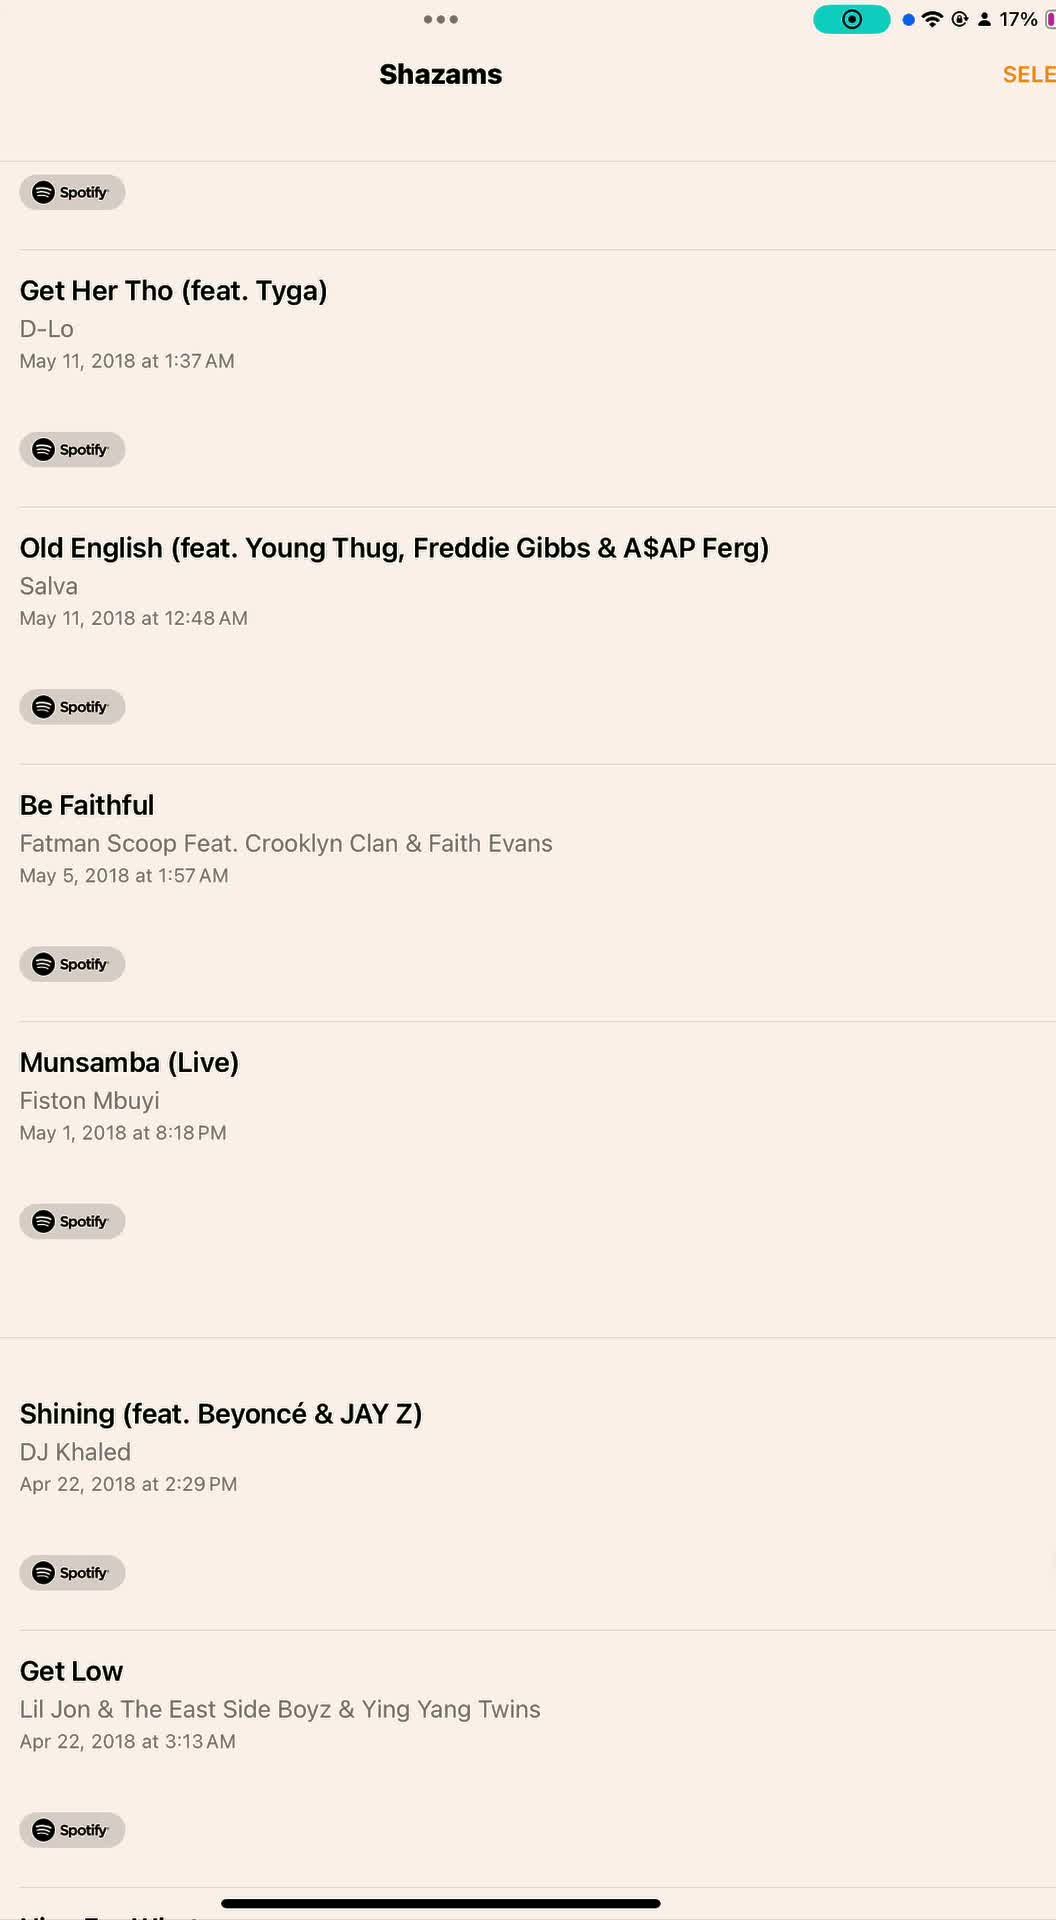 17%
Shazams
SELE
Spotify
Get Her Tho (feat. Tyga)
D-Lo
May 11, 2018 at 1:37 AM
Spotify
Old English (feat. Young Thug, Freddie Gibbs & A$AP Ferg)
Salva
May 11, 2018 at 12:48 AM
Spotify
Be Faithful
Fatman Scoop Feat. Crooklyn Clan & Faith Evans
May 5, 2018 at 1:57 AM
Spotify
Munsamba (Live)
Fiston Mbuyi
May 1, 2018 at 8:18 PM
Spotify
Shining (feat. Beyoncé & JAY Z)
DJ Khaled
Apr 22, 2018 at 2:29 PM
Spotify
Get Low
Lil Jon & The East Side Boyz & Ying Yang Twins
Apr 22, 2018 at 3:13 AM
Spotify